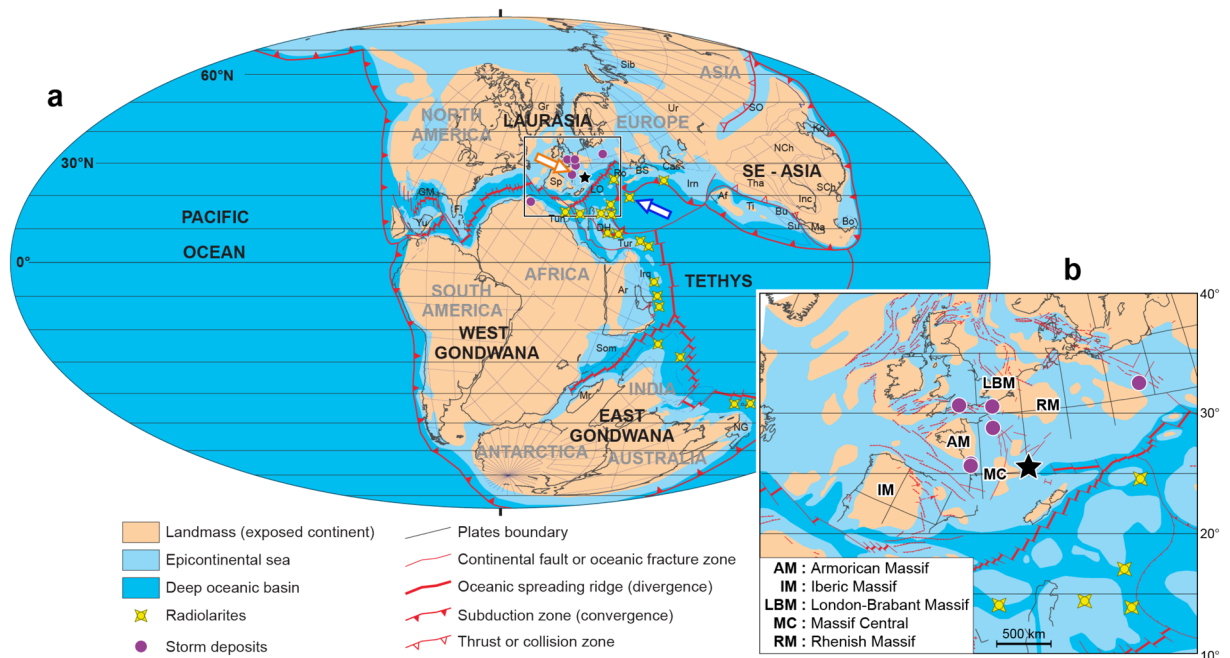 a
60°N
30°N
0°
PACIFIC
OCEAN
NORTH
AMERICA
LAURASIA
EUROPE
ASIA
SE - ASIA
SOUTH
AMERICA
AFRICA
WEST
GONDWANA
TETHYS
INDIA
EAST
GONDWANA
ANTARCTICA
AUSTRALIA
Gr
Sib
Ur
SO
Ko
NCh
SCh
Tha
Inc
Bu
Su
Ma
Bo
Af
Ti
Irn
Cas
BS
Ro
LO
Sp
Tun
DH
Tur
Irq
Ar
Som
Mr
NG
GM
Fl
Yu
b
40°
30°
20°
10°
LBM
RM
AM
MC
IM
500 km
AM : Armorican Massif
IM : Iberic Massif
LBM : London-Brabant Massif
MC : Massif Central
RM : Rhenish Massif
Landmass (exposed continent)
Epicontinental sea
Deep oceanic basin
Radiolarites
Storm deposits
Plates boundary
Continental fault or oceanic fracture zone
Oceanic spreading ridge (divergence)
Subduction zone (convergence)
Thrust or collision zone